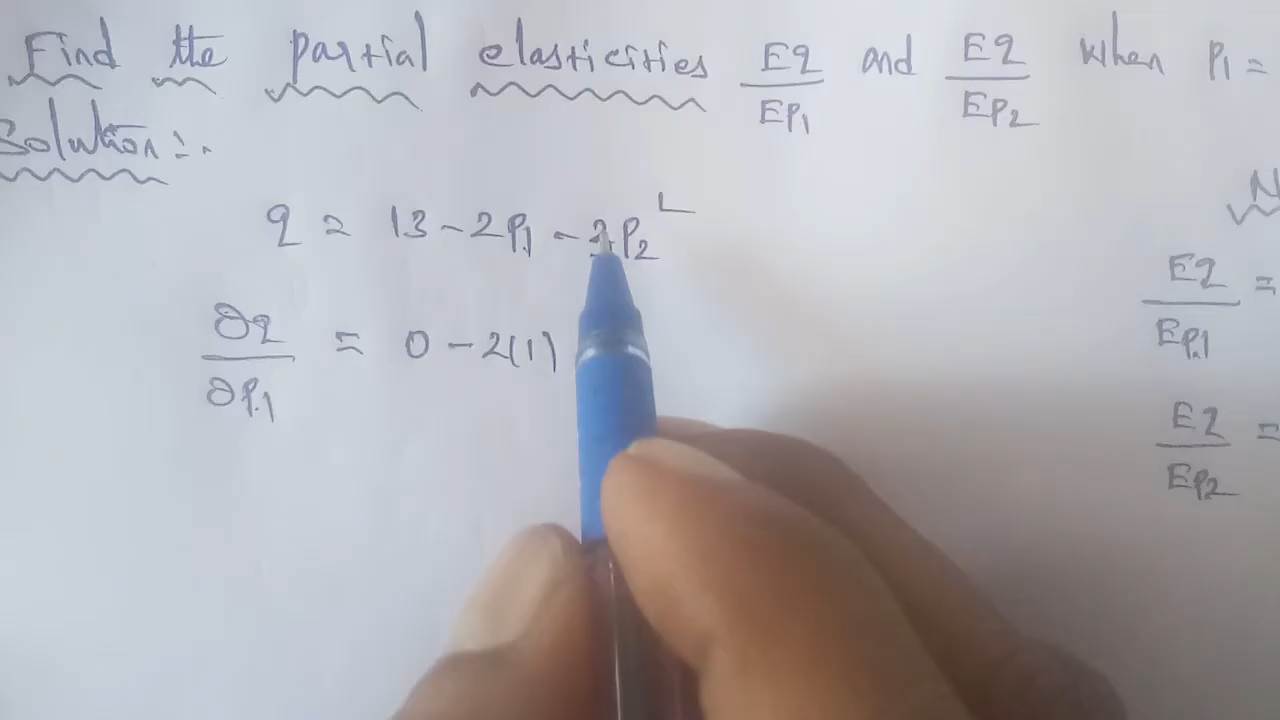 Find the partial elasticities Eq/Ep₁ and Eq/Ep₂ when p₁ =
Solution:-
q = 13 - 2p₁ - 3p₂²
∂q/∂p₁ = 0 - 2(1)
Eq/Ep₁ =
Eq/Ep₂ =